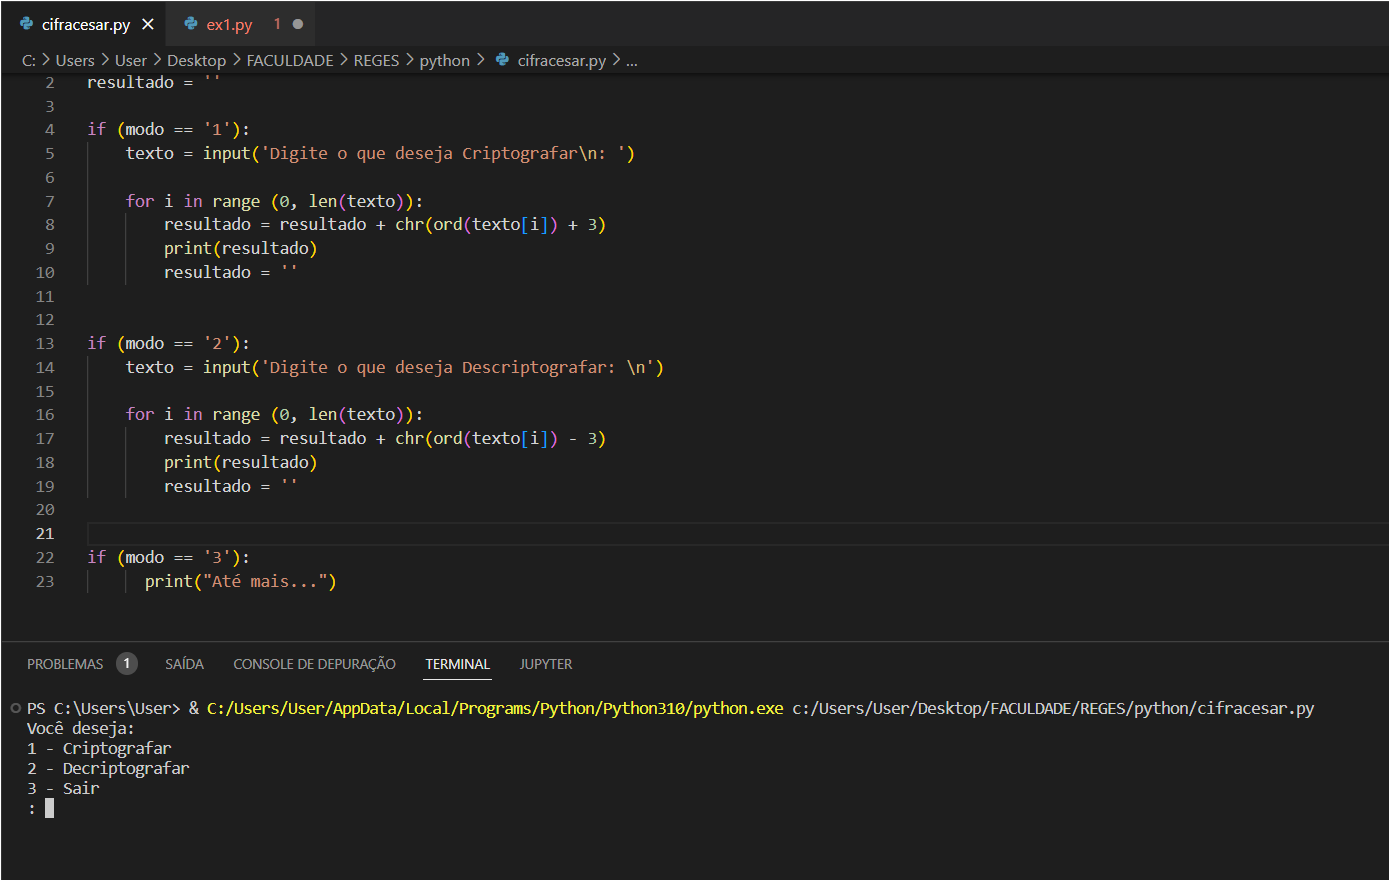 cifracesar.py ex1.py 1
C: > Users > User > Desktop > FACULDADE > REGES > python > cifracesar.py > ...
2 resultado = ''
3
4 if (modo == '1'):
5     texto = input('Digite o que deseja Criptografar\n: ')
6
7     for i in range (0, len(texto)):
8         resultado = resultado + chr(ord(texto[i]) + 3)
9         print(resultado)
10         resultado = ''
11
12
13 if (modo == '2'):
14     texto = input('Digite o que deseja Descriptografar: \n')
15
16     for i in range (0, len(texto)):
17         resultado = resultado + chr(ord(texto[i]) - 3)
18         print(resultado)
19         resultado = ''
20
21
22 if (modo == '3'):
23       print("Até mais...")
PROBLEMAS 1 SAÍDA CONSOLE DE DEPURAÇÃO TERMINAL JUPYTER
PS C:\Users\User> & C:/Users/User/AppData/Local/Programs/Python/Python310/python.exe c:/Users/User/Desktop/FACULDADE/REGES/python/cifracesar.py
Você deseja:
1 - Criptografar
2 - Decriptografar
3 - Sair
: